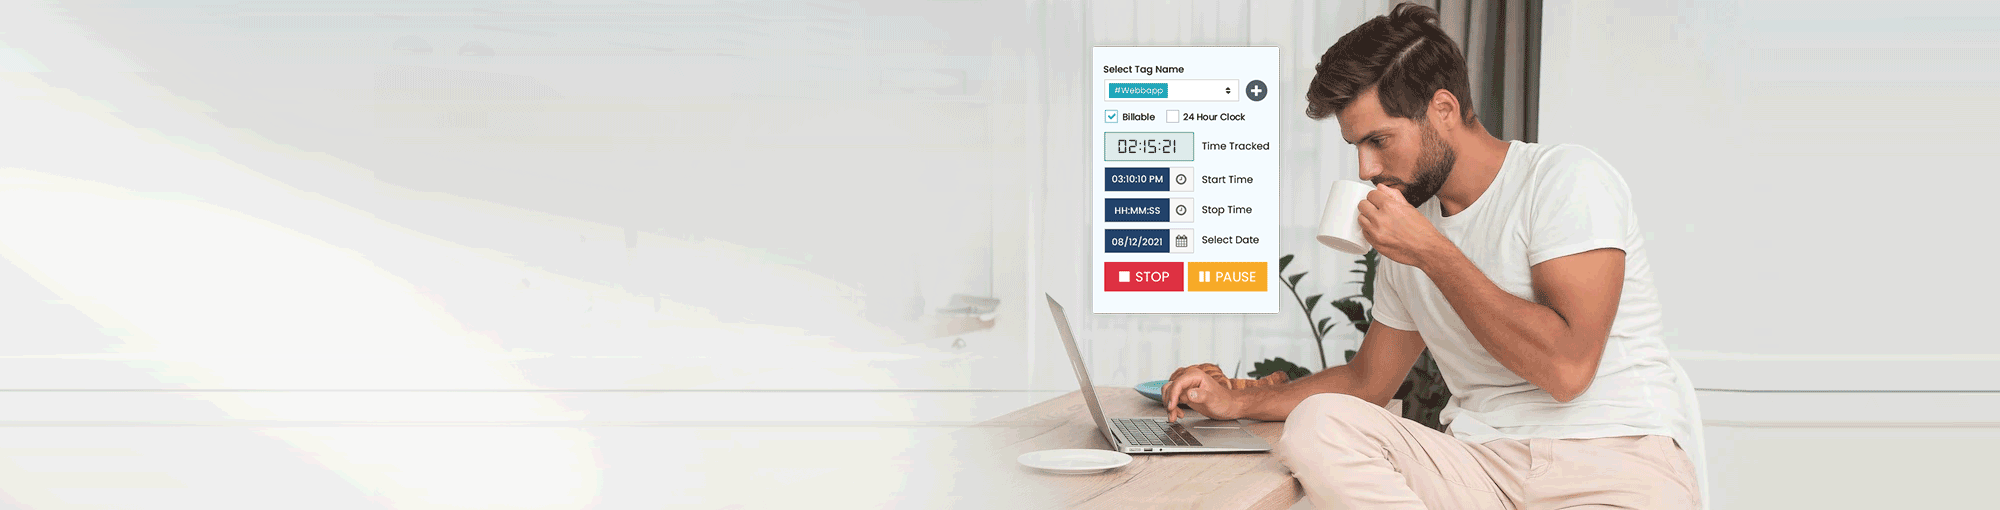 Select Tag Name
#Webbapp
Billable 24 Hour Clock
02:15:21 Time Tracked
03:10:10 PM Start Time
HH:MM:SS Stop Time
08/12/2021 Select Date
STOP PAUSE